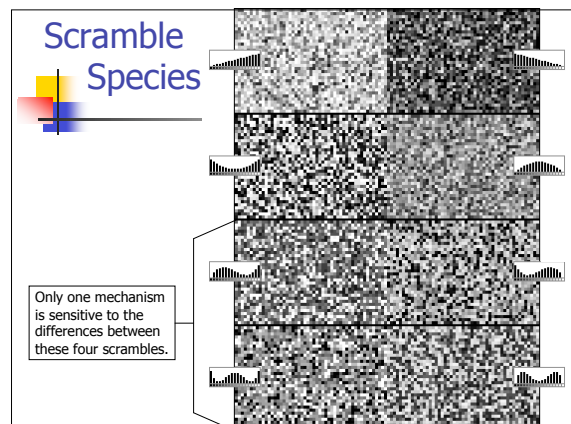 Scramble
Species
Only one mechanism
is sensitive to the
differences between
these four scrambles.